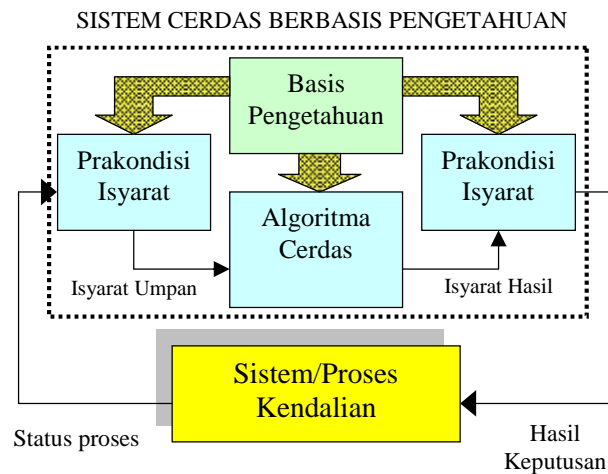 SISTEM CERDAS BERBASIS PENGETAHUAN
Basis
Pengetahuan
Prakondisi
Isyarat
Prakondisi
Isyarat
Algoritma
Cerdas
Isyarat Umpan
Isyarat Hasil
Sistem/Proses
Kendalian
Status proses
Hasil
Keputusan